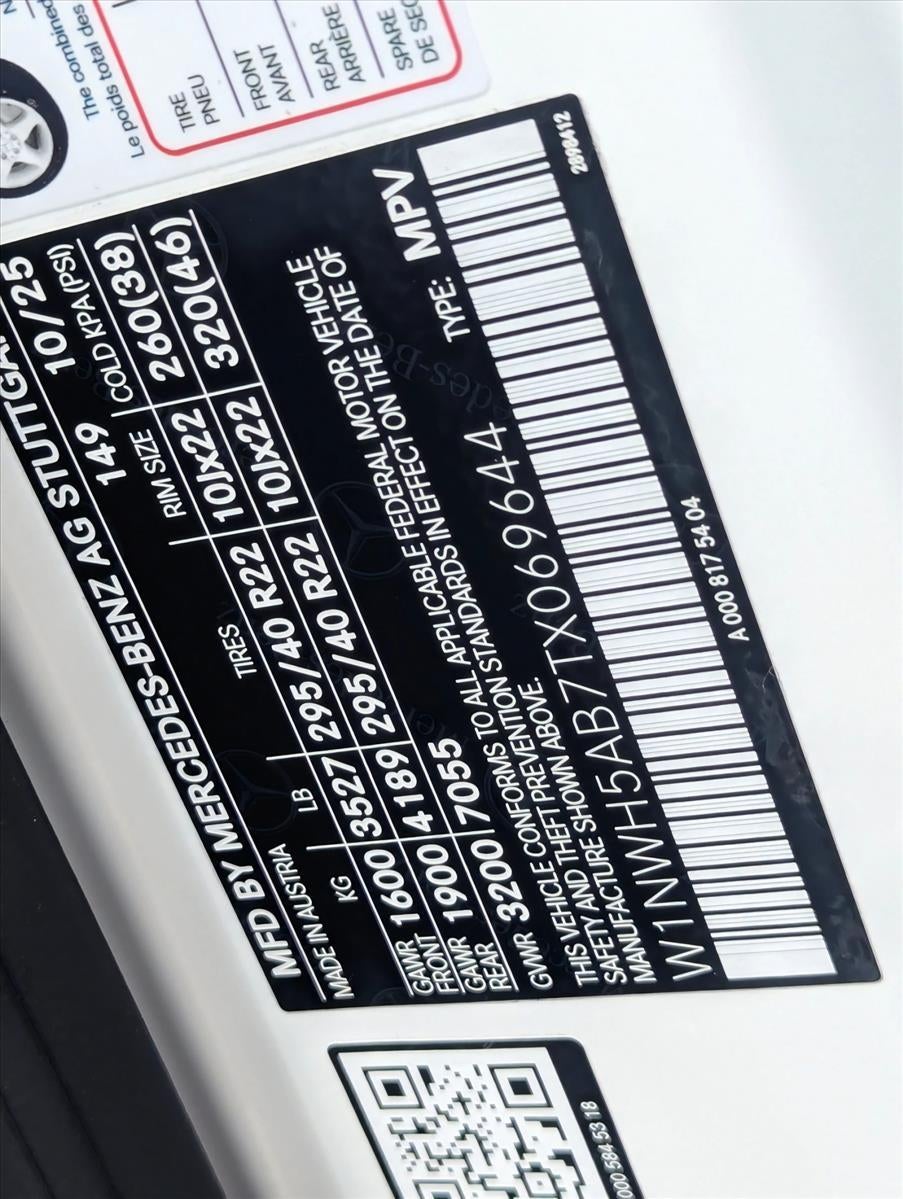 The combined
Le poids total des
TIRE
PNEU
FRONT
AVANT
REAR
ARRIÈRE
SPARE
DE SEC
MFD BY MERCEDES-BENZ AG STUTTGA
MADE IN AUSTRIA 149 10/25
KG LB TIRES RIM SIZE COLD KPA(PSI)
GAWR FRONT 1600 3527 295/40 R22 10Jx22 260(38)
GAWR REAR 1900 4189 295/40 R22 10Jx22 320(46)
GVWR 3200 7055
THIS VEHICLE CONFORMS TO ALL APPLICABLE FEDERAL MOTOR VEHICLE
SAFETY AND THEFT PREVENTION STANDARDS IN EFFECT ON THE DATE OF
MANUFACTURE SHOWN ABOVE.
W1NWH5AB7TX069644 TYPE: MPV
A 000 817 54 04
2898412
000 584 53 18